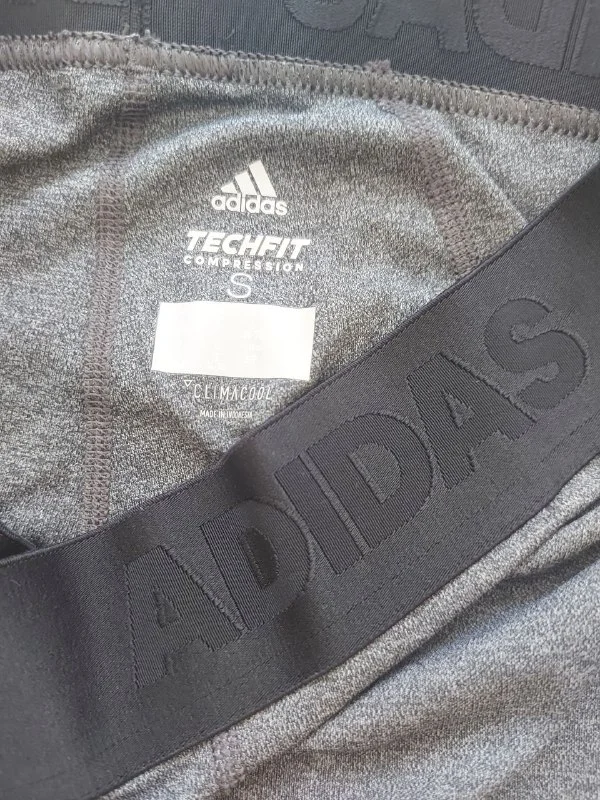 adidas
TECHFIT
COMPRESSION
S
CLIMACOOL
MADE IN INDONESIA
ADIDAS